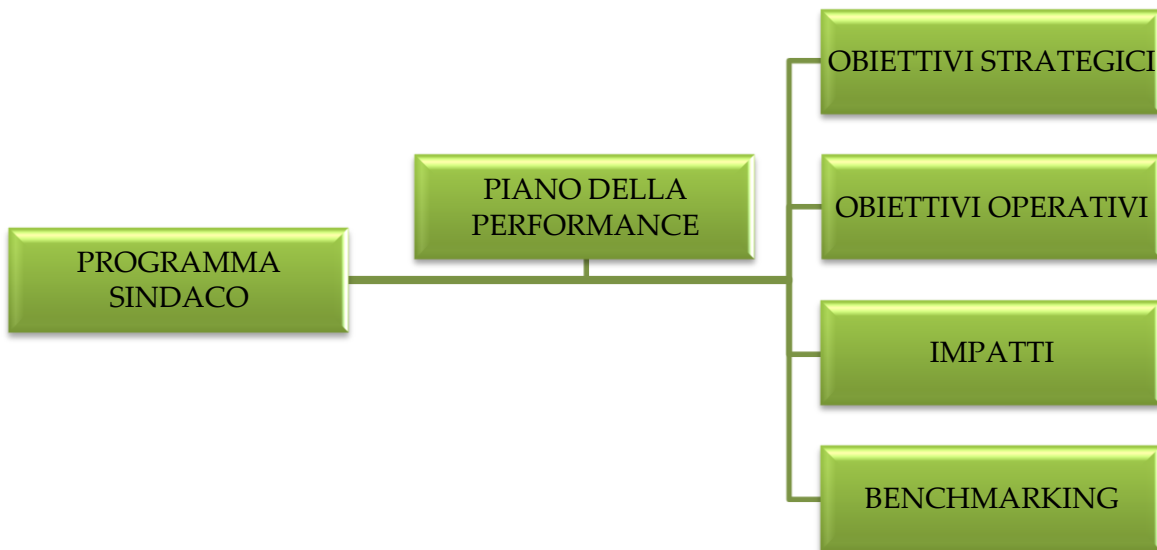 PROGRAMMA
SINDACO
PIANO DELLA
PERFORMANCE
OBIETTIVI STRATEGICI
OBIETTIVI OPERATIVI
IMPATTI
BENCHMARKING